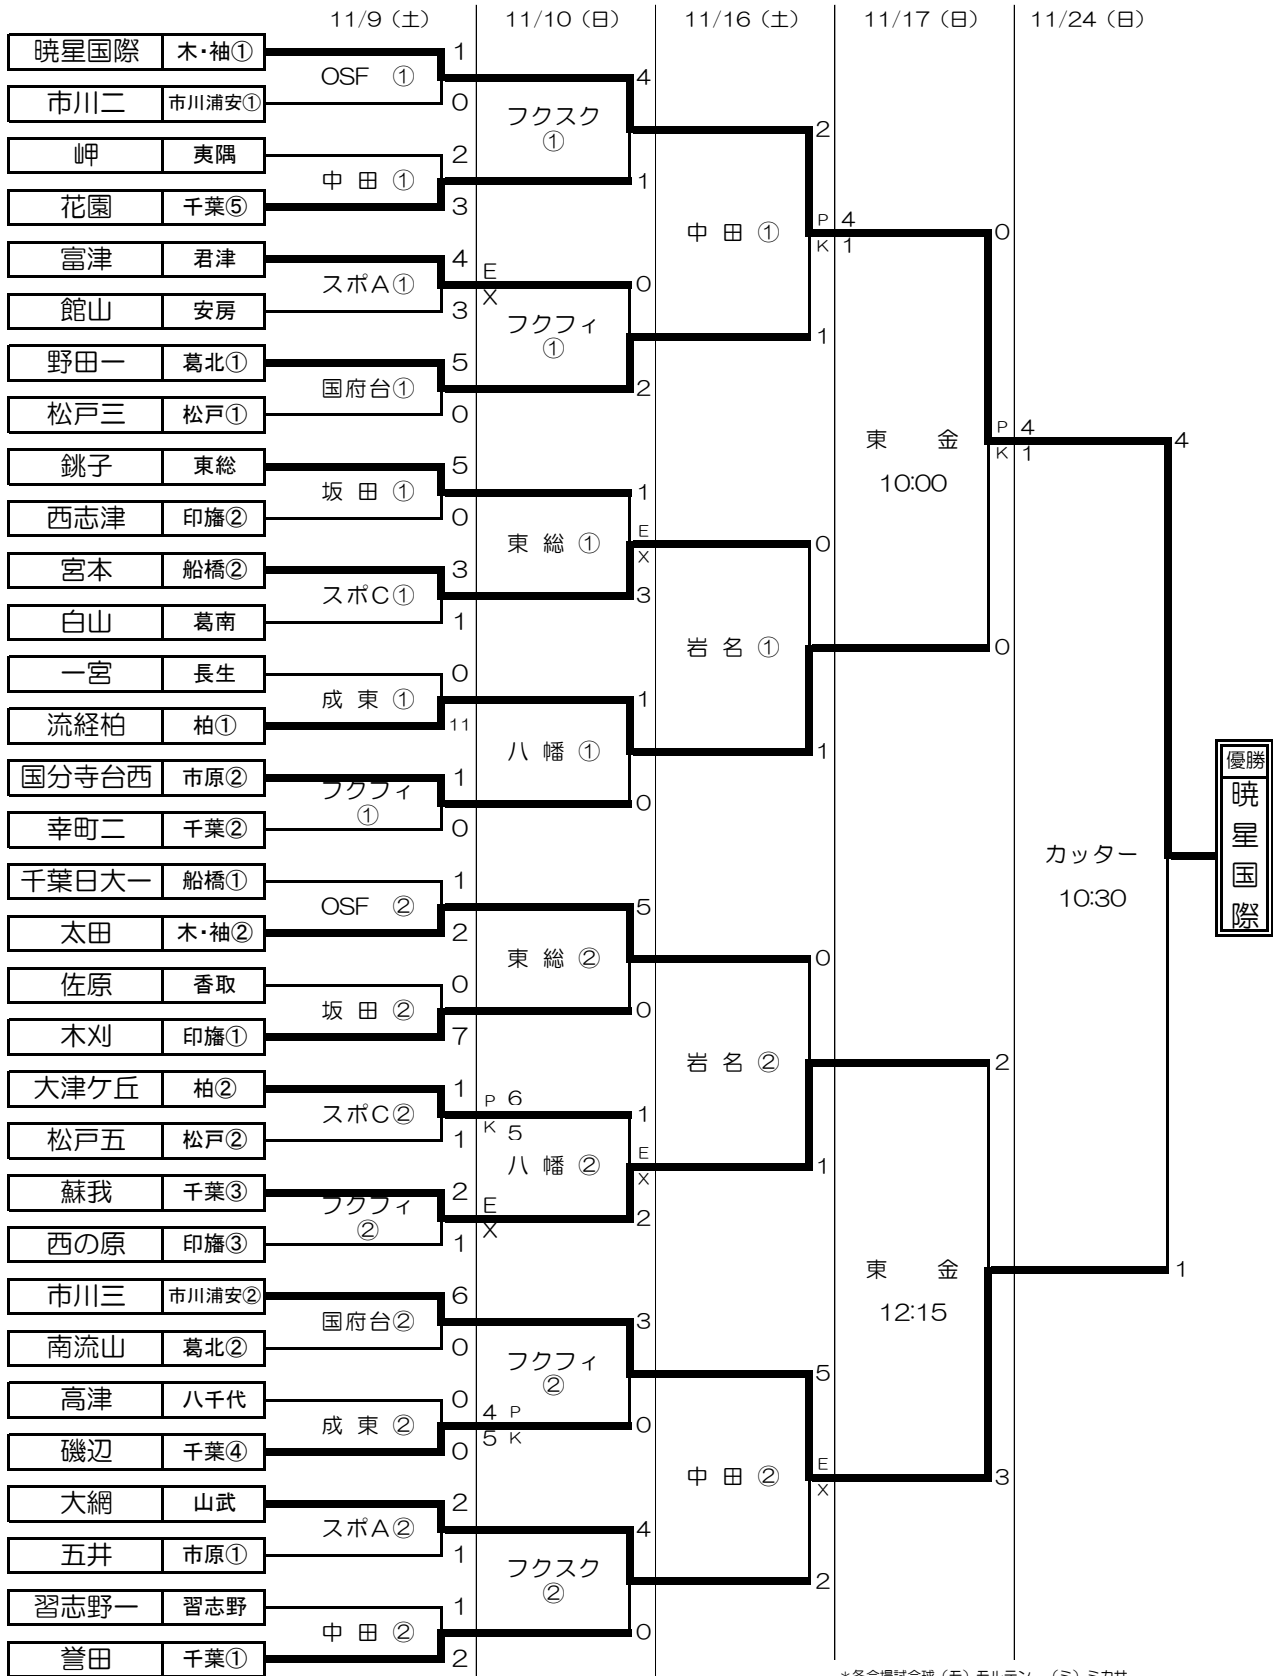 11/9（土） 11/10（日） 11/16（土） 11/17（日） 11/24（日）
暁星国際 木・袖① 1
OSF ① 4
市川二 市川浦安① 0
フクスク
①
2
岬 夷隅 2
中 田 ① 1
花園 千葉⑤ 3
中 田 ①
P 4
K 1
0
富津 君津 4
スポA① E
X
0
館山 安房 3
フクフィ
①
1
野田一 葛北① 5
国府台① 2
松戸三 松戸① 0
東 金
10:00
P 4
K 1
4
銚子 東総 5
坂 田 ① 1
西志津 印旛② 0
東 総 ①
E
X
0
宮本 船橋② 3
スポC① 3
白山 葛南 1
岩 名 ①
0
一宮 長生 0
成 東 ① 1
流経柏 柏① 11
八 幡 ①
1
国分寺台西 市原② 1
フクフィ
①
0
幸町二 千葉② 0
カッター
10:30
優勝
暁
星
国
際
千葉日大一 船橋① 1
OSF ② 5
太田 木・袖② 2
東 総 ②
0
佐原 香取 0
坂 田 ② 0
木刈 印旛① 7
岩 名 ②
2
大津ケ丘 柏② 1
スポC② P 6
K 5
1
松戸五 松戸② 1
八 幡 ②
E
X
1
蘇我 千葉③ 2
フクフィ
②
E
X
2
西の原 印旛③ 1
東 金
12:15
1
市川三 市川浦安② 6
国府台② 3
南流山 葛北② 0
フクフィ
②
5
高津 八千代 0
成 東 ② 4 P
5 K
0
磯辺 千葉④ 0
中 田 ②
E
X
3
大網 山武 2
スポA② 4
五井 市原① 1
フクスク
②
2
習志野一 習志野 1
中 田 ② 0
誉田 千葉① 2
＊各会場試合球（モ）モルテン （ミ）ミカサ